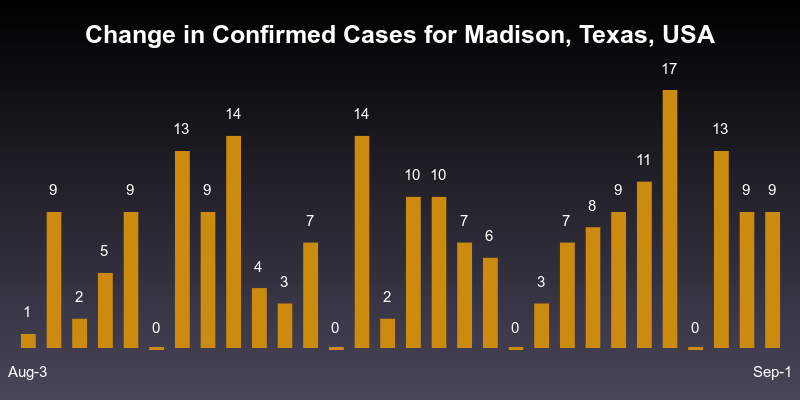 Change in Confirmed Cases for Madison, Texas, USA
1 9 2 5 9 0 13 9 14 4 3 7 0 14 2 10 10 7 6 0 3 7 8 9 11 17 0 13 9 9
Aug-3 Sep-1